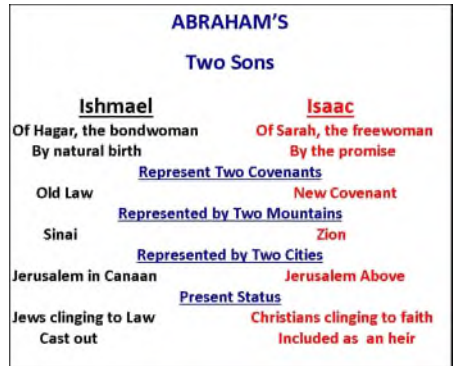 ABRAHAM'S
Two Sons
Ishmael Isaac
Of Hagar, the bondwoman Of Sarah, the freewoman
By natural birth By the promise
Represent Two Covenants
Old Law New Covenant
Represented by Two Mountains
Sinai Zion
Represented by Two Cities
Jerusalem in Canaan Jerusalem Above
Present Status
Jews clinging to Law Christians clinging to faith
Cast out Included as an heir